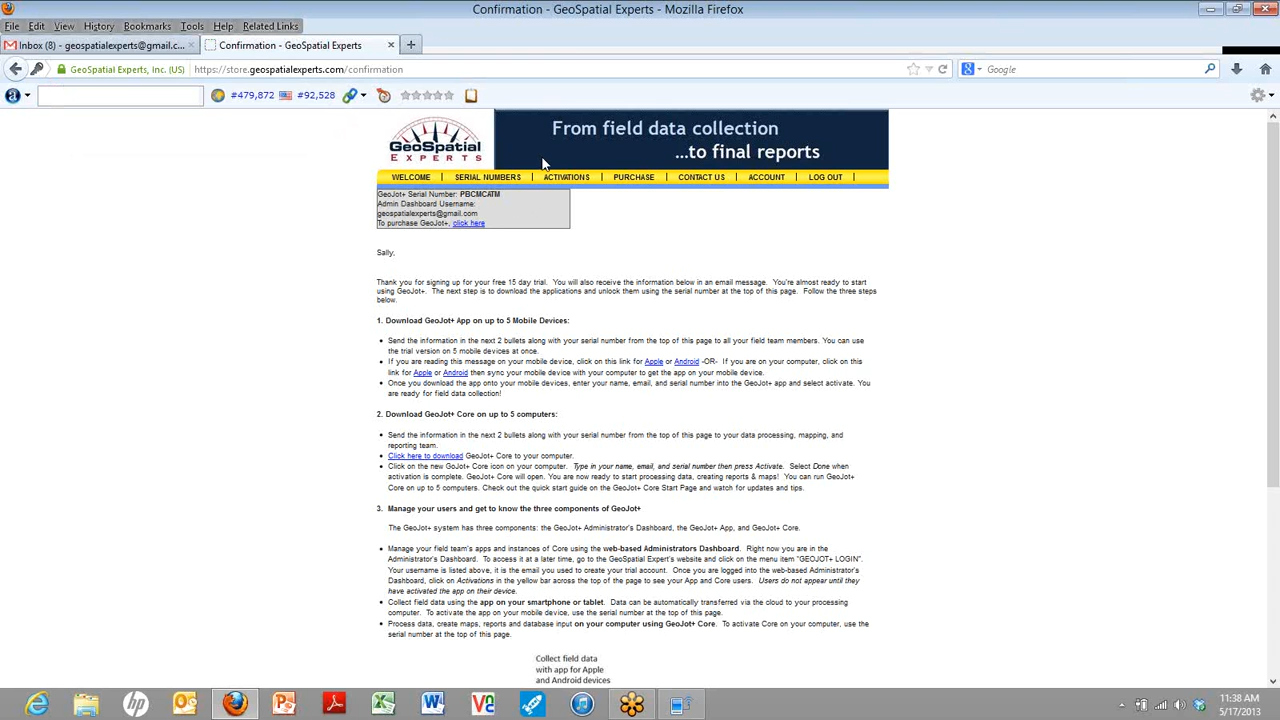 Confirmation - GeoSpatial Experts - Mozilla Firefox
File Edit View History Bookmarks Tools Help Related Links
Inbox (8) - geospatialexperts@gmail.c... × Confirmation - GeoSpatial Experts ×
GeoSpatial Experts, Inc. (US) https://store.geospatialexperts.com/confirmation Google
#479,872 #92,528
GeoSpatial
EXPERTS
From field data collection
...to final reports
WELCOME | SERIAL NUMBERS | ACTIVATIONS | PURCHASE | CONTACT US | ACCOUNT | LOG OUT |
GeoJot+ Serial Number: PBCMCATM
Admin Dashboard Username:
geospatialexperts@gmail.com
To purchase GeoJot+, click here
Sally,
Thank you for signing up for your free 15 day trial. You will also receive the information below in an email message. You're almost ready to start
using GeoJot+. The next step is to download the applications and unlock them using the serial number at the top of this page. Follow the three steps
below.
1. Download GeoJot+ App on up to 5 Mobile Devices:
• Send the information in the next 2 bullets along with your serial number from the top of this page to all your field team members. You can use
the trial version on 5 mobile devices at once.
• If you are reading this message on your mobile device, click on this link for Apple or Android -OR- If you are on your computer, click on this
link for Apple or Android then sync your mobile device with your computer to get the app on your mobile device.
• Once you download the app onto your mobile devices, enter your name, email, and serial number into the GeoJot+ app and select activate. You
are ready for field data collection!
2. Download GeoJot+ Core on up to 5 computers:
• Send the information in the next 2 bullets along with your serial number from the top of this page to your data processing, mapping, and
reporting team.
• Click here to download GeoJot+ Core to your computer.
• Click on the new GoJot+ Core icon on your computer. Type in your name, email, and serial number then press Activate. Select Done when
activation is complete. GeoJot+ Core will open. You are now ready to start processing data, creating reports & maps! You can run GeoJot+
Core on up to 5 computers. Check out the quick start guide on the GeoJot+ Core Start Page and watch for updates and tips.
3. Manage your users and get to know the three components of GeoJot+
The GeoJot+ system has three components: the GeoJot+ Administrator's Dashboard, the GeoJot+ App, and GeoJot+ Core.
• Manage your field team's apps and instances of Core using the web-based Administrators Dashboard. Right now you are in the
Administrator's Dashboard. To access it at a later time, go to the GeoSpatial Expert's website and click on the menu item "GEOJOT+ LOGIN".
Your username is listed above, it is the email you used to create your trial account. Once you are logged into the web-based Administrator's
Dashboard, click on Activations in the yellow bar across the top of the page to see your App and Core users. Users do not appear until they
have activated the app on their device.
• Collect field data using the app on your smartphone or tablet. Data can be automatically transferred via the cloud to your processing
computer. To activate the app on your mobile device, use the serial number at the top of this page.
• Process data, create maps, reports and database input on your computer using GeoJot+ Core. To activate Core on your computer, use the
serial number at the top of this page.
Collect field data
with app for Apple
and Android devices
11:38 AM
5/17/2013